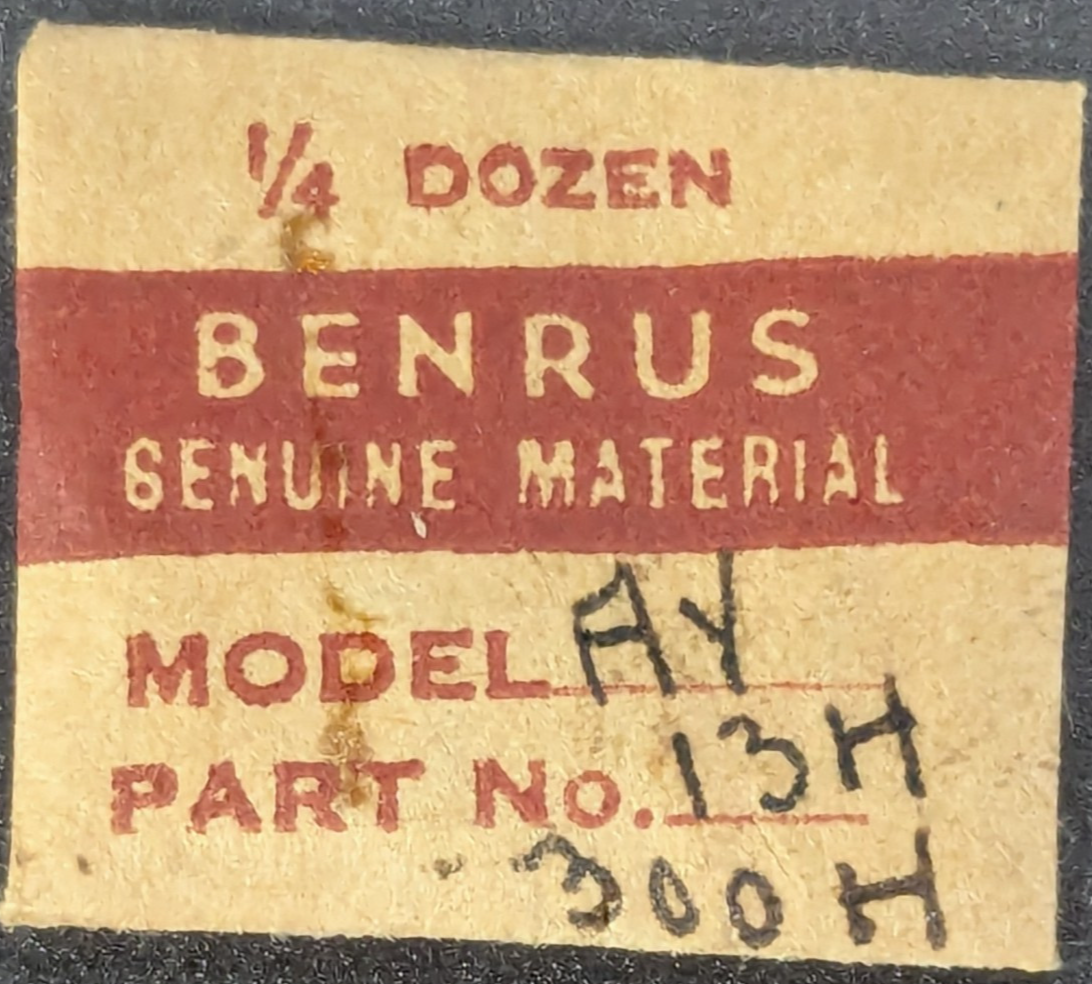 1/4 DOZEN
BENRUS
GENUINE MATERIAL
MODEL AY
PART No. 13H
300H